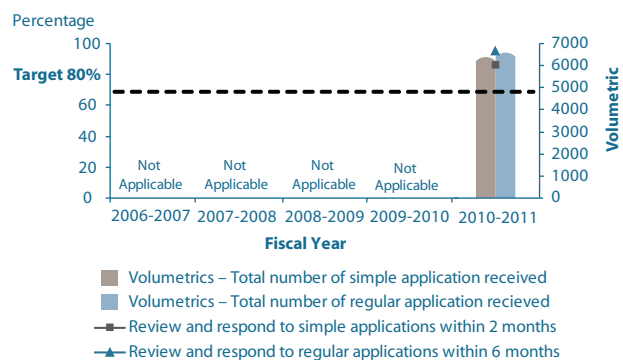 Percentage
100
Target 80%
60
40
20
0
7000
6000
5000
4000
3000
2000
1000
0
Volumetric
Not Applicable
Not Applicable
Not Applicable
Not Applicable
2006-2007 2007-2008 2008-2009 2009-2010 2010-2011
Fiscal Year
Volumetrics – Total number of simple application received
Volumetrics – Total number of regular application recieved
Review and respond to simple applications within 2 months
Review and respond to regular applications within 6 months